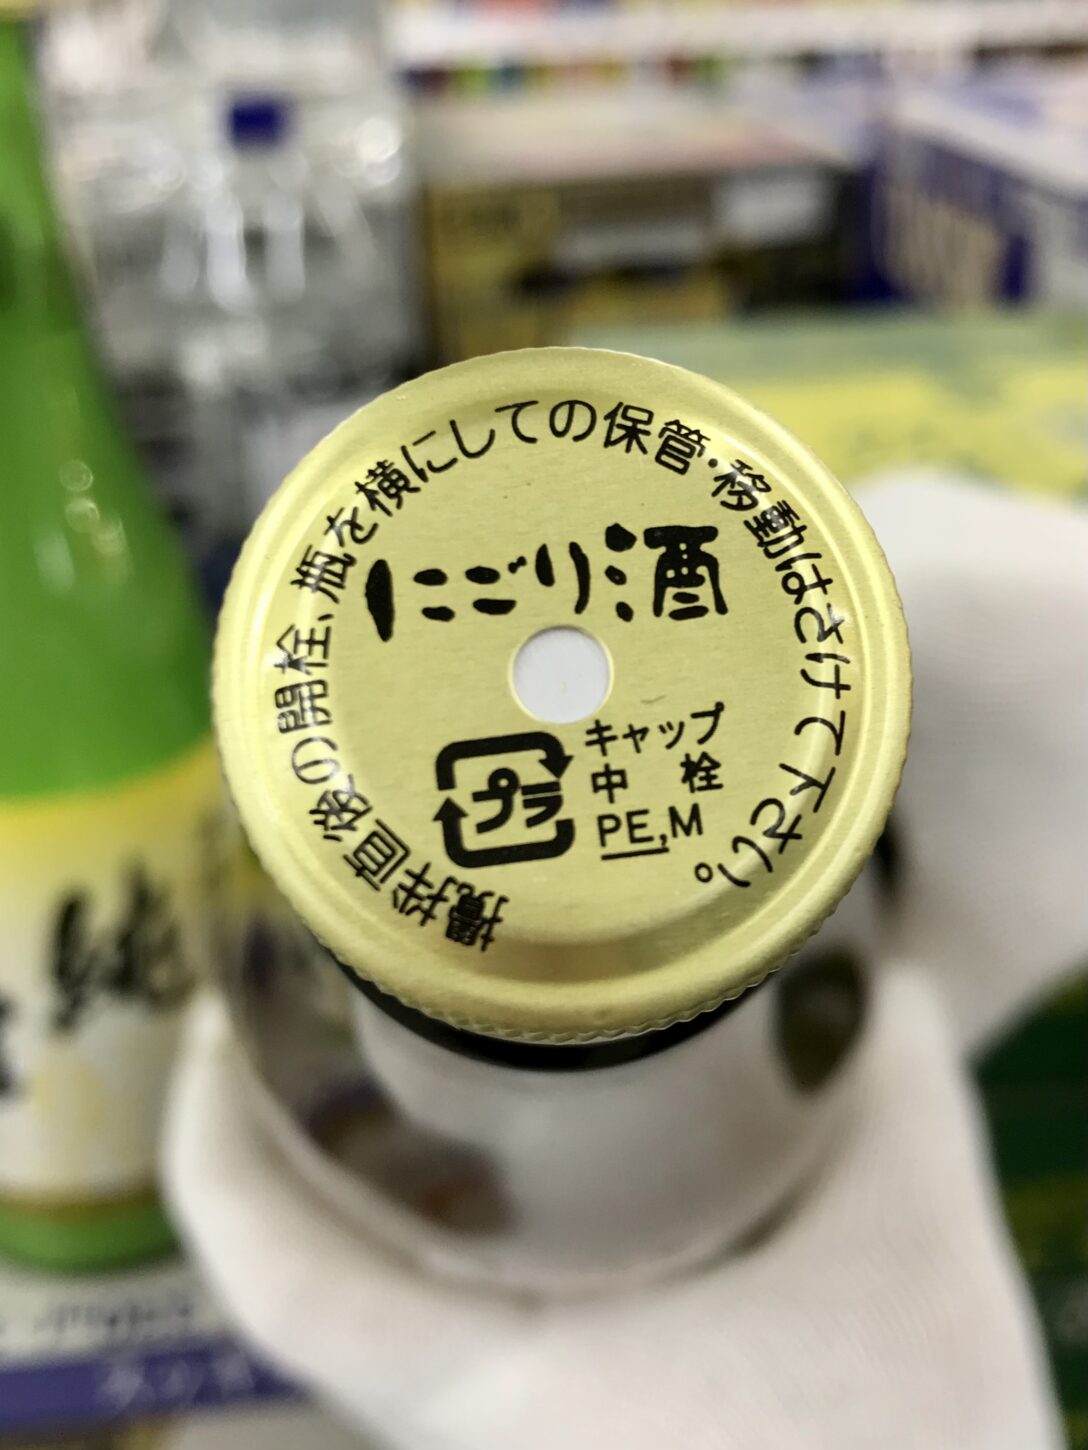 攪拌直後の開栓、瓶を横にしての保管・移動はさけて下さい。
にごり酒
プラ
キャップ
中栓
PE,M
純